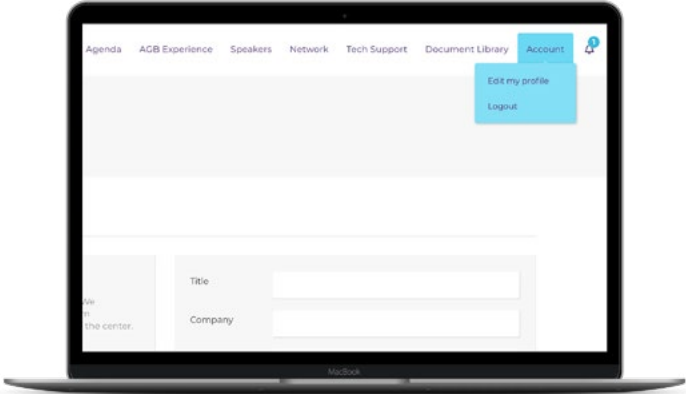 Agenda AGB Experience Speakers Network Tech Support Document Library Account 1
Edit my profile
Logout
Title
We
m
the center.
Company
MacBook